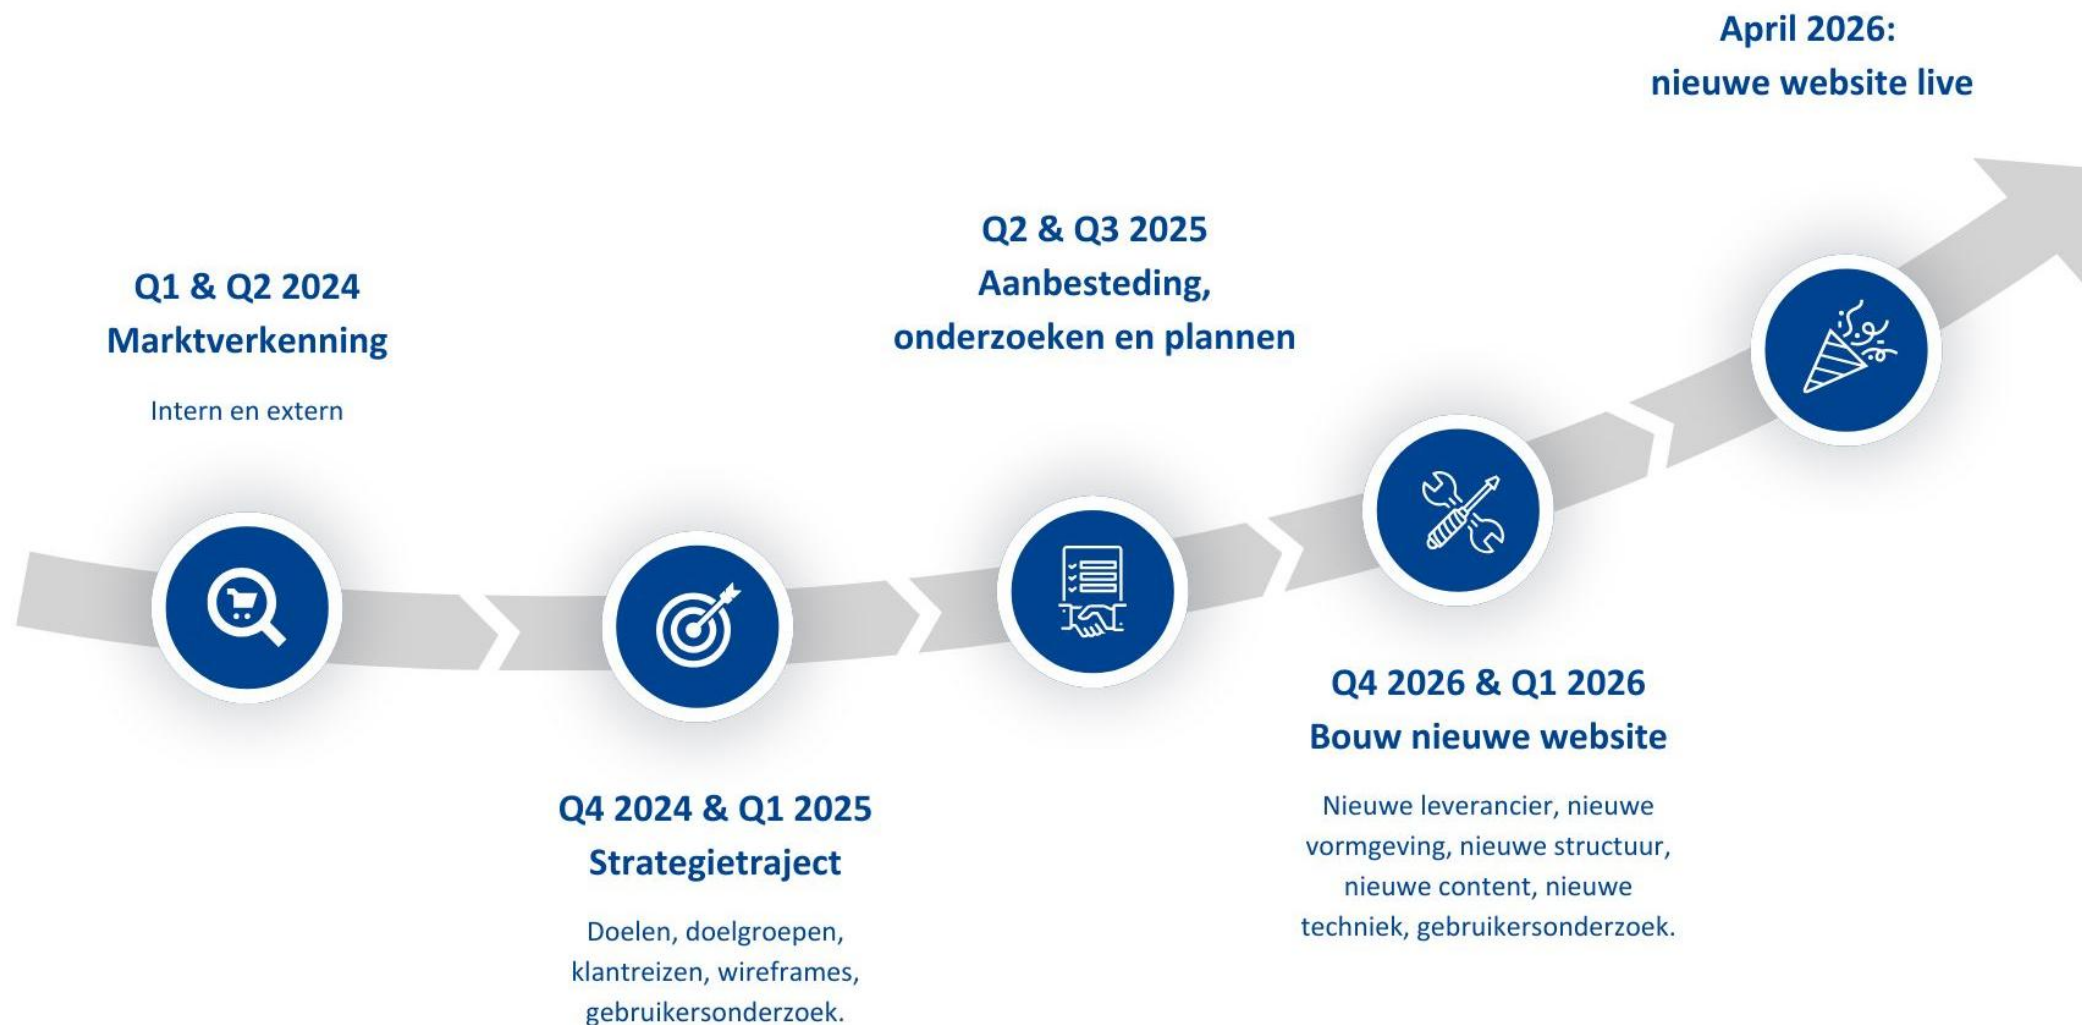 Q1 & Q2 2024
Marktverkenning
Intern en extern
Q4 2024 & Q1 2025
Strategietraject
Doelen, doelgroepen,
klantreizen, wireframes,
gebruikersonderzoek.
Q2 & Q3 2025
Aanbesteding,
onderzoeken en plannen
Q4 2026 & Q1 2026
Bouw nieuwe website
Nieuwe leverancier, nieuwe
vormgeving, nieuwe structuur,
nieuwe content, nieuwe
techniek, gebruikersonderzoek.
April 2026:
nieuwe website live